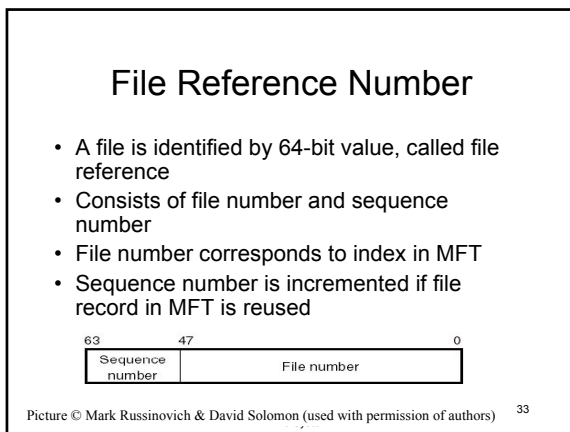 File Reference Number
• A file is identified by 64-bit value, called file
reference
• Consists of file number and sequence
number
• File number corresponds to index in MFT
• Sequence number is incremented if file
record in MFT is reused
63 47 0
Sequence
number
File number
Picture © Mark Russinovich & David Solomon (used with permission of authors)
33